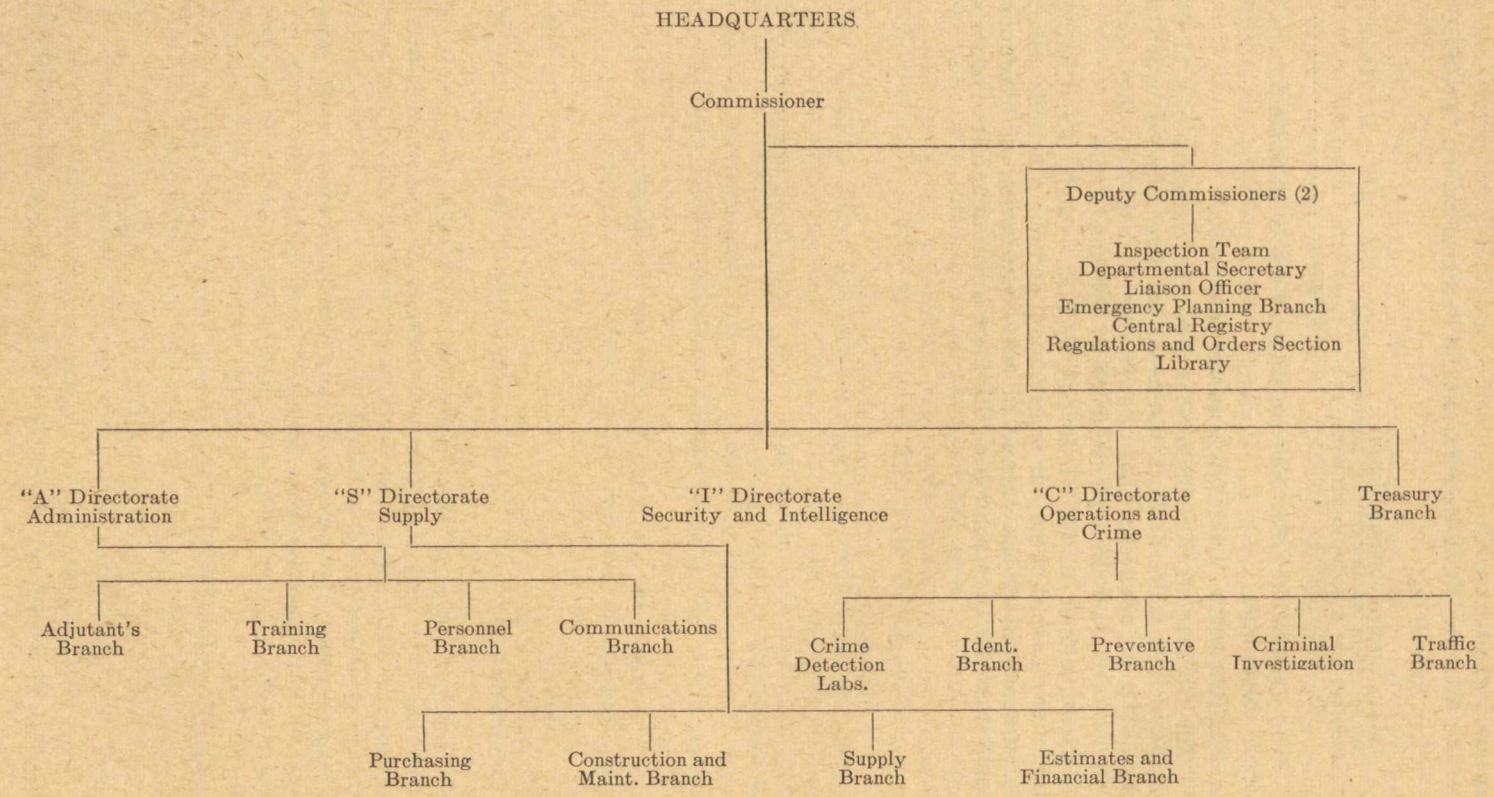 HEADQUARTERS
Commissioner
Deputy Commissioners (2)
Inspection Team
Departmental Secretary
Liaison Officer
Emergency Planning Branch
Central Registry
Regulations and Orders Section
Library
"A" Directorate
Administration
"S" Directorate
Supply
"I" Directorate
Security and Intelligence
"C" Directorate
Operations and
Crime
Treasury
Branch
Adjutant's
Branch
Training
Branch
Personnel
Branch
Communications
Branch
Crime
Detection
Labs.
Ident.
Branch
Preventive
Branch
Criminal
Investigation
Traffic
Branch
Purchasing
Branch
Construction and
Maint. Branch
Supply
Branch
Estimates and
Financial Branch